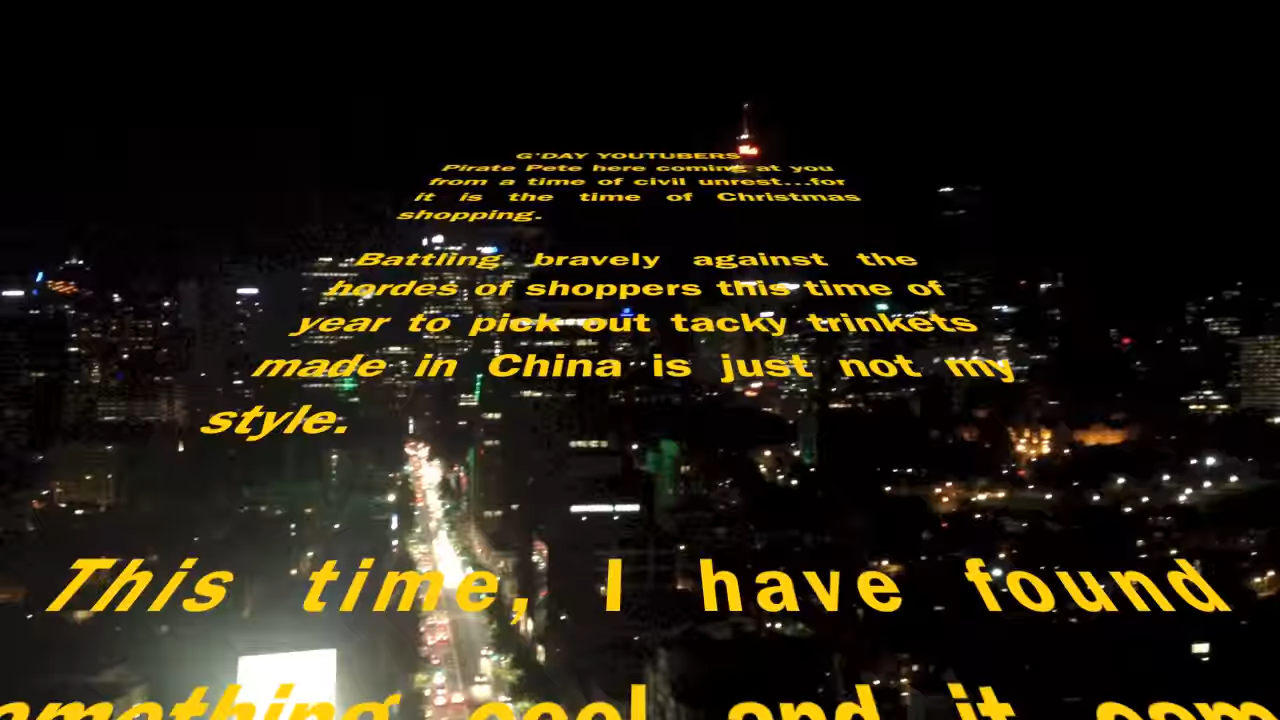 G'DAY YOUTUBERS
Pirate Pete here coming at you
from a time of civil unrest...for
it is the time of Christmas
shopping.
Battling bravely against the
hordes of shoppers this time of
year to pick out tacky trinkets
made in China is just not my
style.
This time, I have found
cool and it